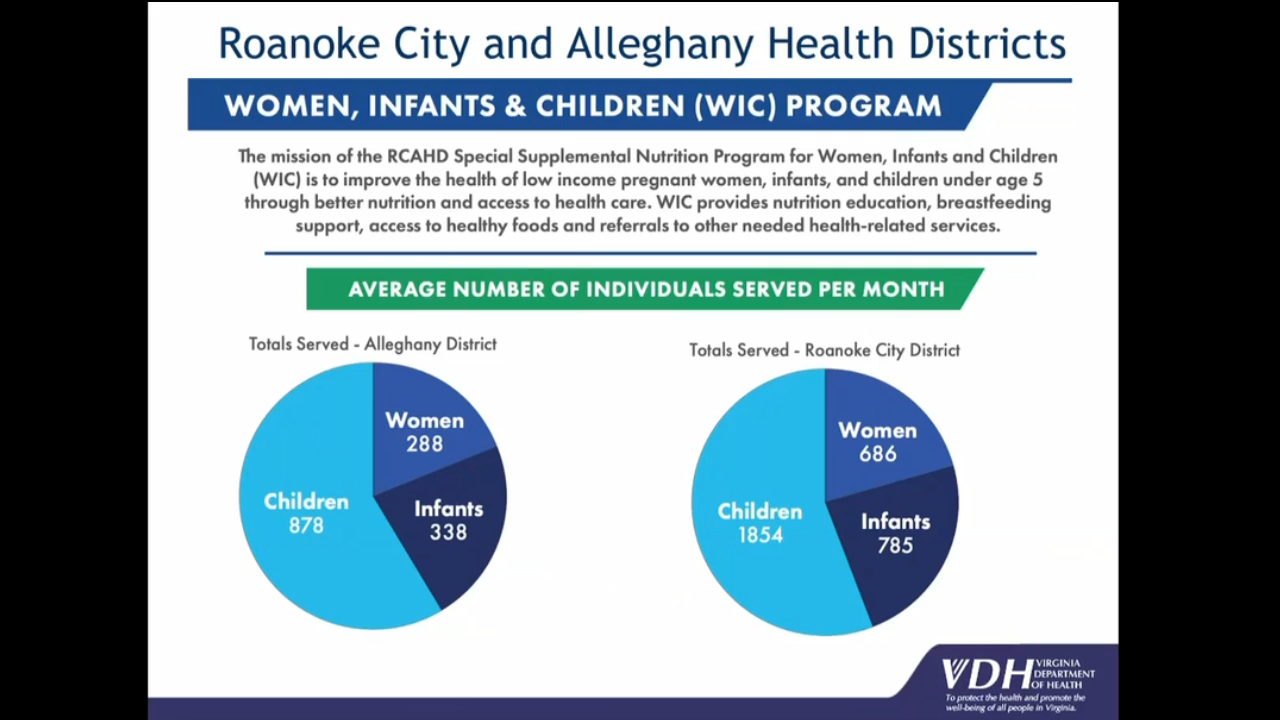 Roanoke City and Alleghany Health Districts
WOMEN, INFANTS & CHILDREN (WIC) PROGRAM
The mission of the RCAHD Special Supplemental Nutrition Program for Women, Infants and Children
(WIC) is to improve the health of low income pregnant women, infants, and children under age 5
through better nutrition and access to health care. WIC provides nutrition education, breastfeeding
support, access to healthy foods and referrals to other needed health-related services.
AVERAGE NUMBER OF INDIVIDUALS SERVED PER MONTH
Totals Served - Alleghany District
Women
288
Children
878
Infants
338
Totals Served - Roanoke City District
Women
686
Children
1854
Infants
785
VDH VIRGINIA
DEPARTMENT
OF HEALTH
To protect the health and promote the
well-being of all people in Virginia.